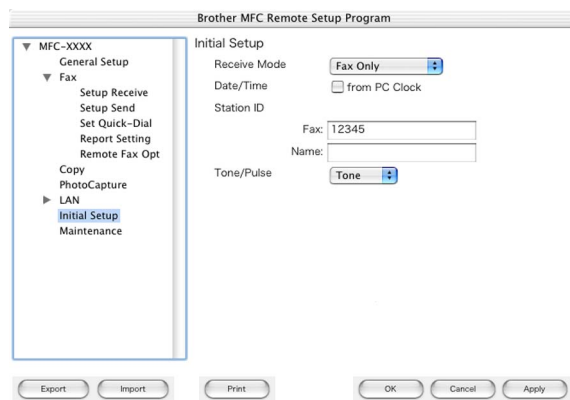 Brother MFC Remote Setup Program
MFC-XXXX
General Setup
Fax
Setup Receive
Setup Send
Set Quick-Dial
Report Setting
Remote Fax Opt
Copy
PhotoCapture
LAN
Initial Setup
Maintenance
Initial Setup
Receive Mode
Fax Only
Date/Time
from PC Clock
Station ID
Fax: 12345
Name:
Tone/Pulse
Tone
Export
Import
Print
OK
Cancel
Apply